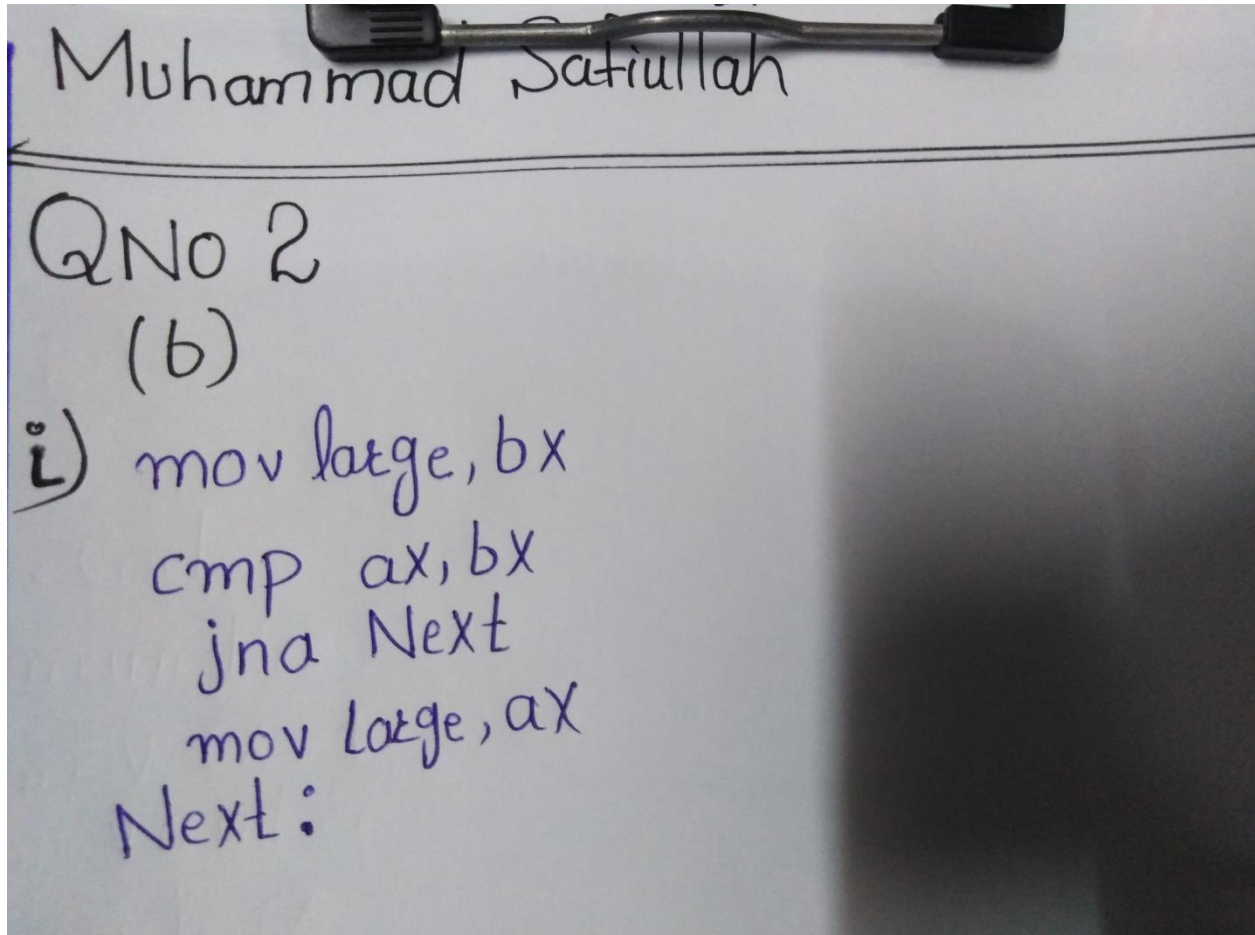 Muhammad Safiullah
QNo 2
(b)
i) mov large, bx
cmp ax, bx
jna Next
mov Large, ax
Next: